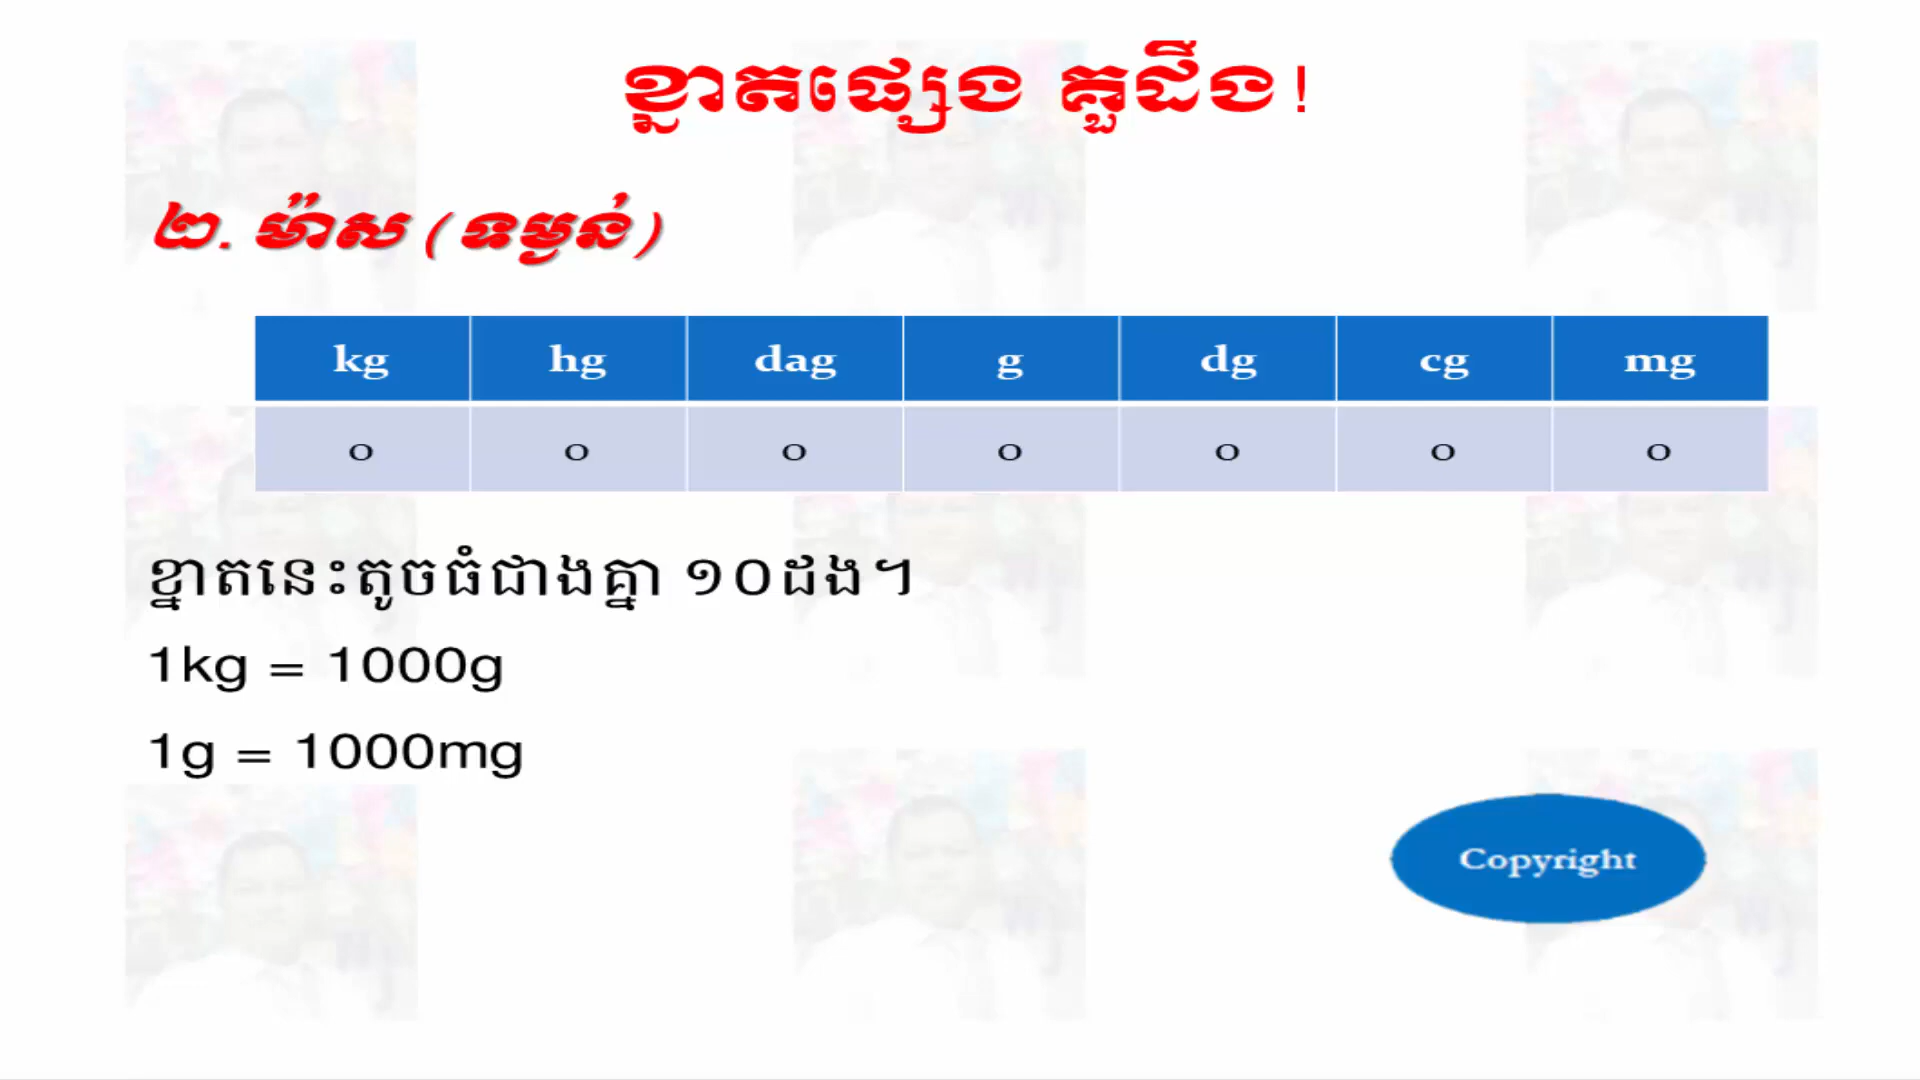 ខ្នាតផ្សេង គួដឹង!
២. ម៉ាស (ទម្ងន់)
kg hg dag g dg cg mg
0 0 0 0 0 0 0
ខ្នាតនេះតូចធំជាងគ្នា ១០ដង។
1kg = 1000g
1g = 1000mg
Copyright